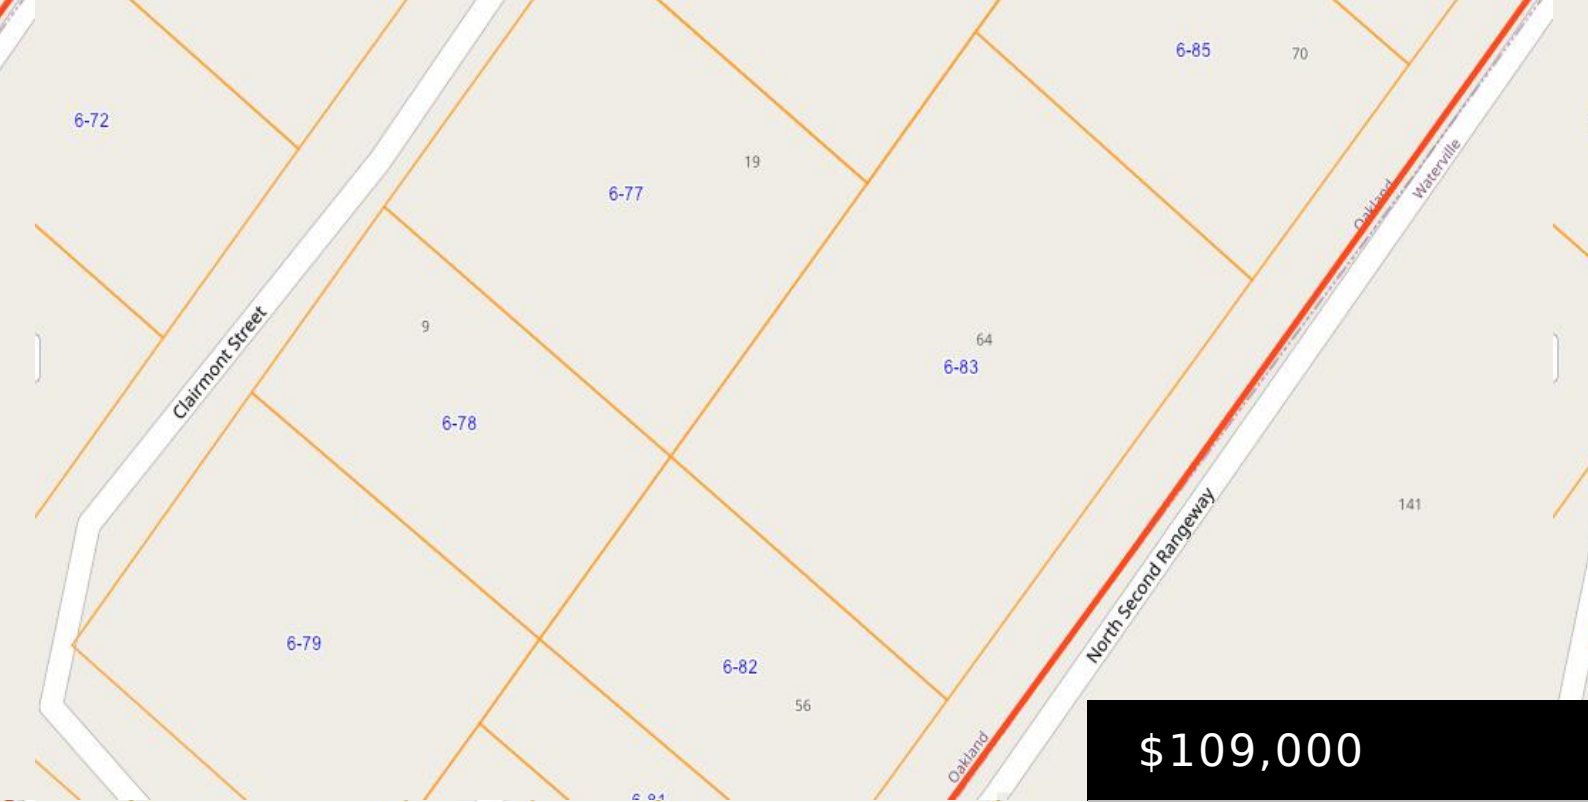 6-85
70
6-72
Waterville
19
6-77
Oakland
Clairmont Street
9
64
6-83
6-78
141
North Second Rangeway
6-79
6-82
56
Oakland
$109,000